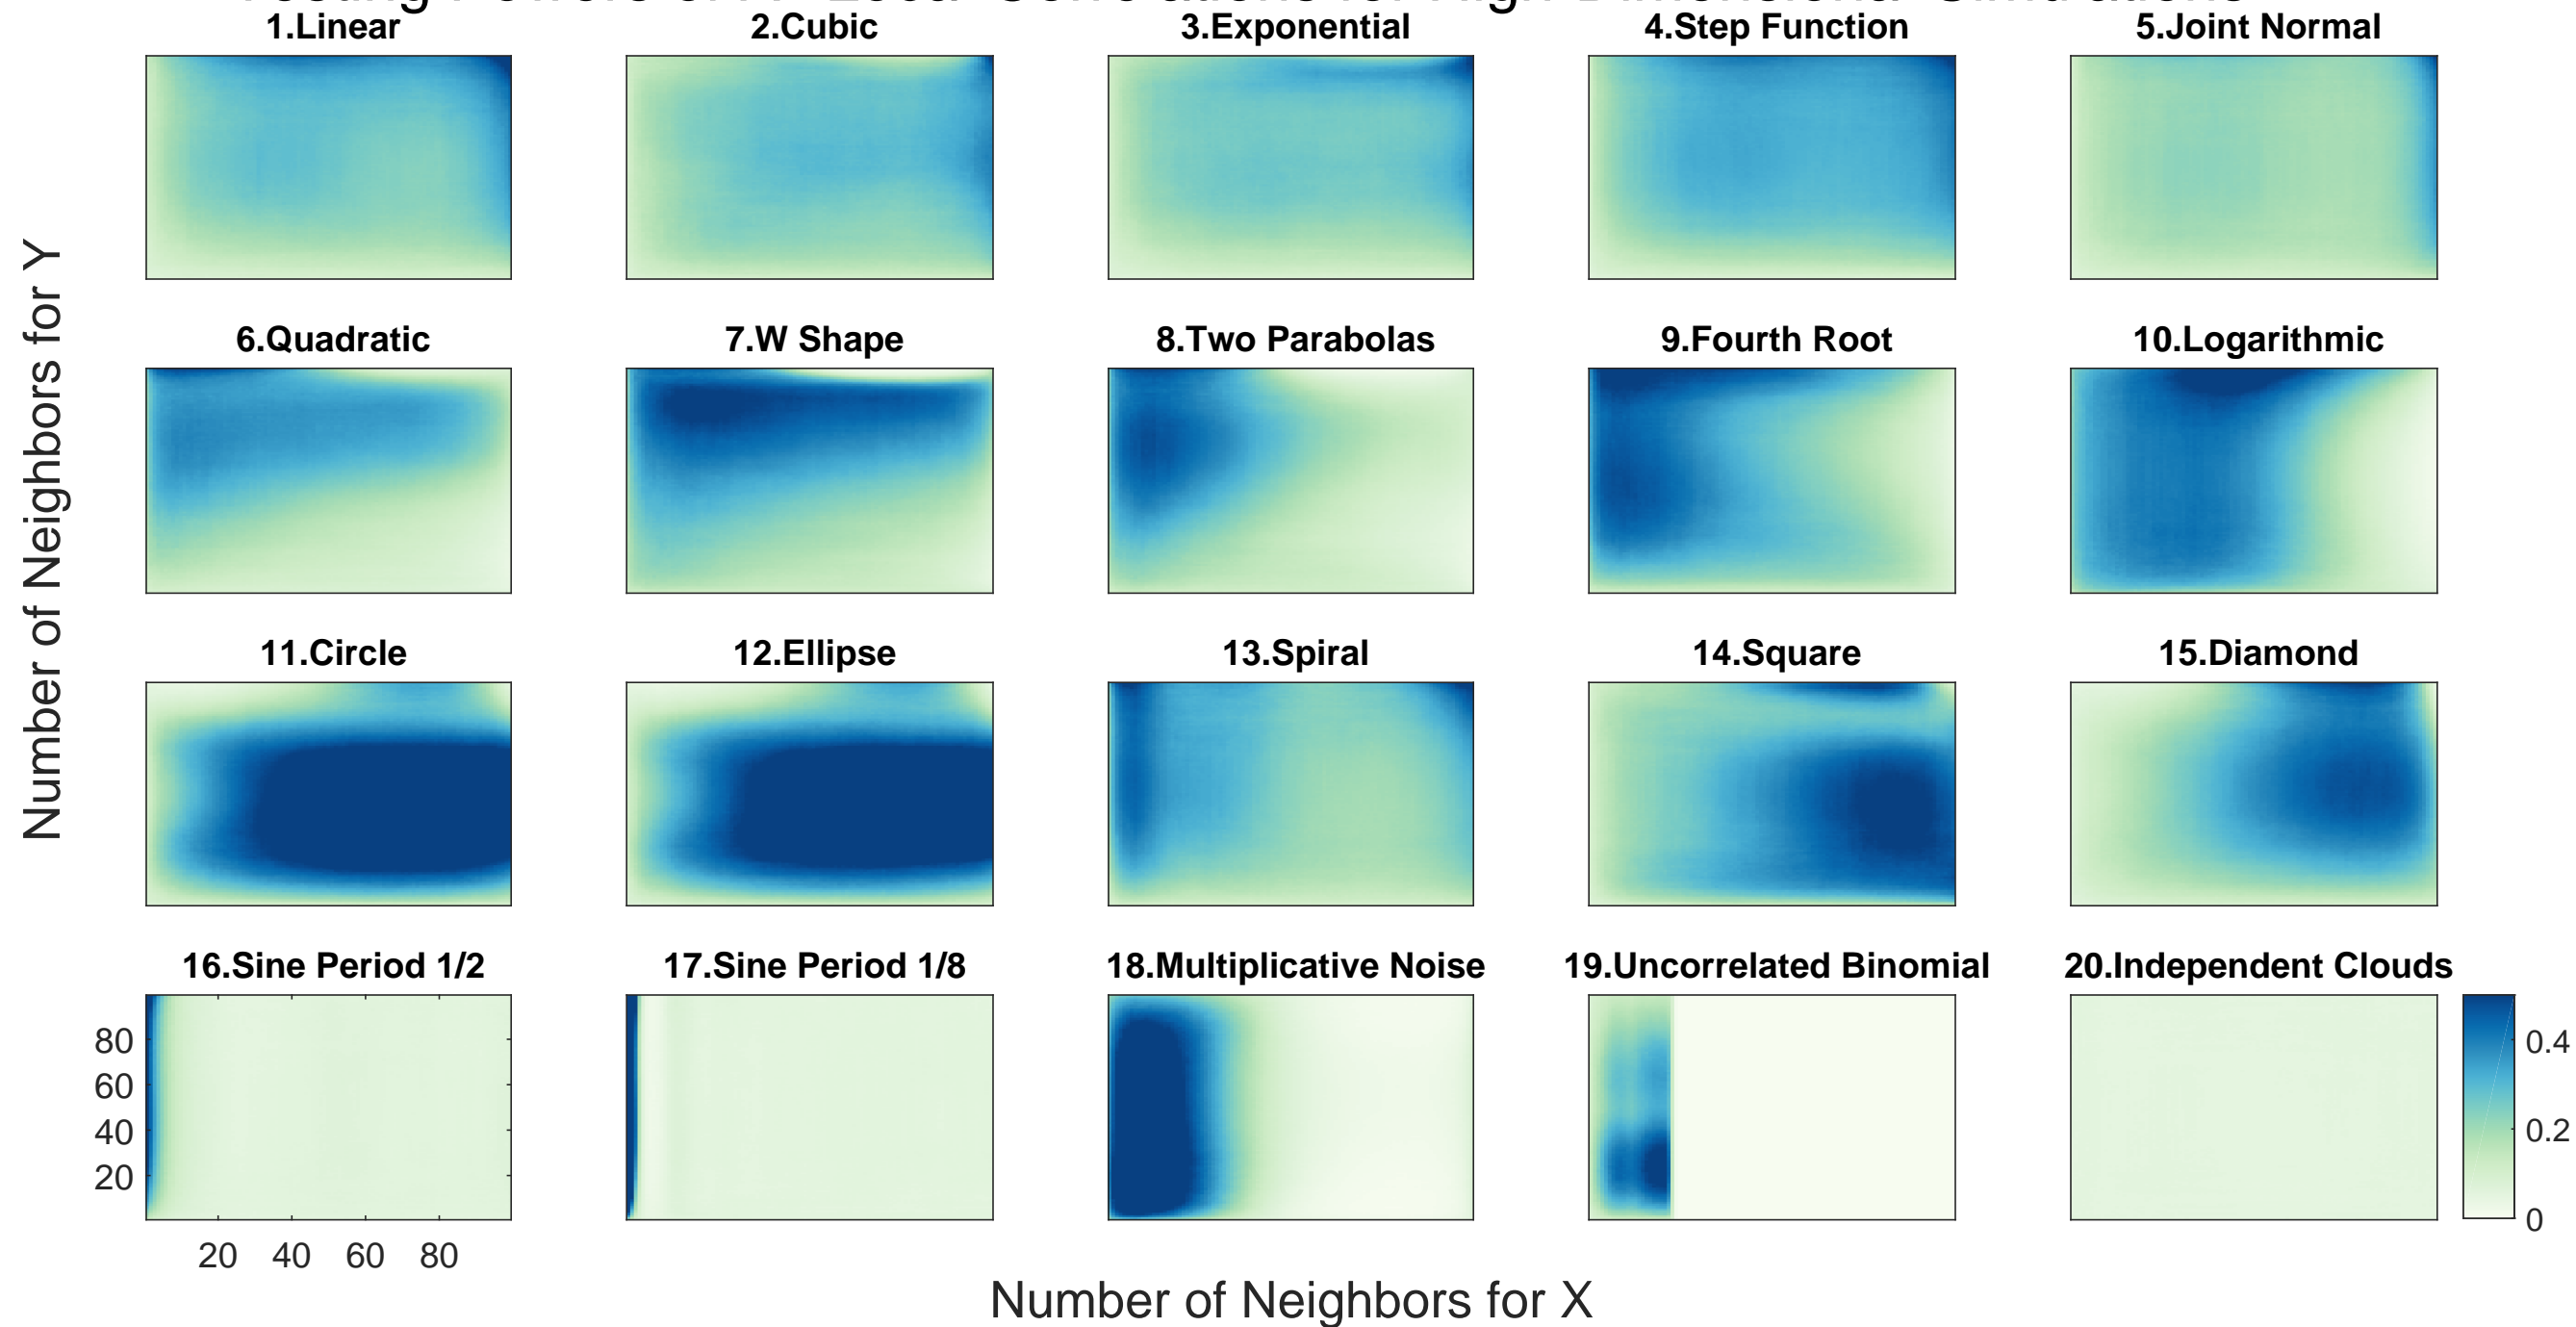 1.Linear
2.Cubic
3.Exponential
4.Step Function
5.Joint Normal
Number of Neighbors for Y
6.Quadratic
7.W Shape
8.Two Parabolas
9.Fourth Root
10.Logarithmic
11.Circle
12.Ellipse
13.Spiral
14.Square
15.Diamond
16.Sine Period 1/2
17.Sine Period 1/8
18.Multiplicative Noise
19.Uncorrelated Binomial
20.Independent Clouds
80
60
40
20
20 40 60 80
0.4
0.2
0
Number of Neighbors for X